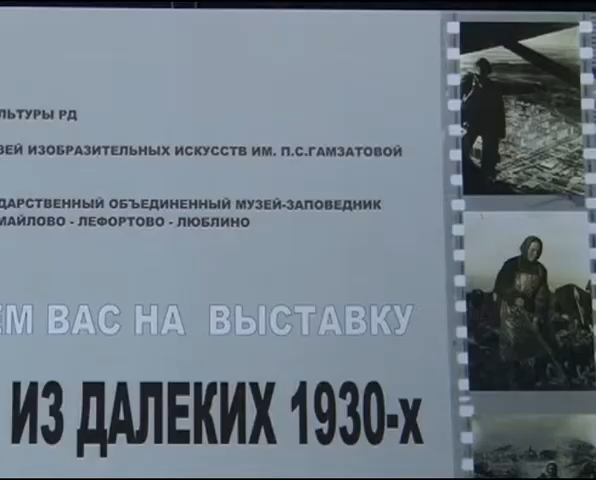 ЛЬТУРЫ РД
ЗЕЙ ИЗОБРАЗИТЕЛЬНЫХ ИСКУССТВ ИМ. П.С.ГАМЗАТОВОЙ
ДАРСТВЕННЫЙ ОБЪЕДИНЕННЫЙ МУЗЕЙ-ЗАПОВЕДНИК
МАЙЛОВО - ЛЕФОРТОВО - ЛЮБЛИНО
ЕМ ВАС НА ВЫСТАВКУ
ИЗ ДАЛЕКИХ 1930-х